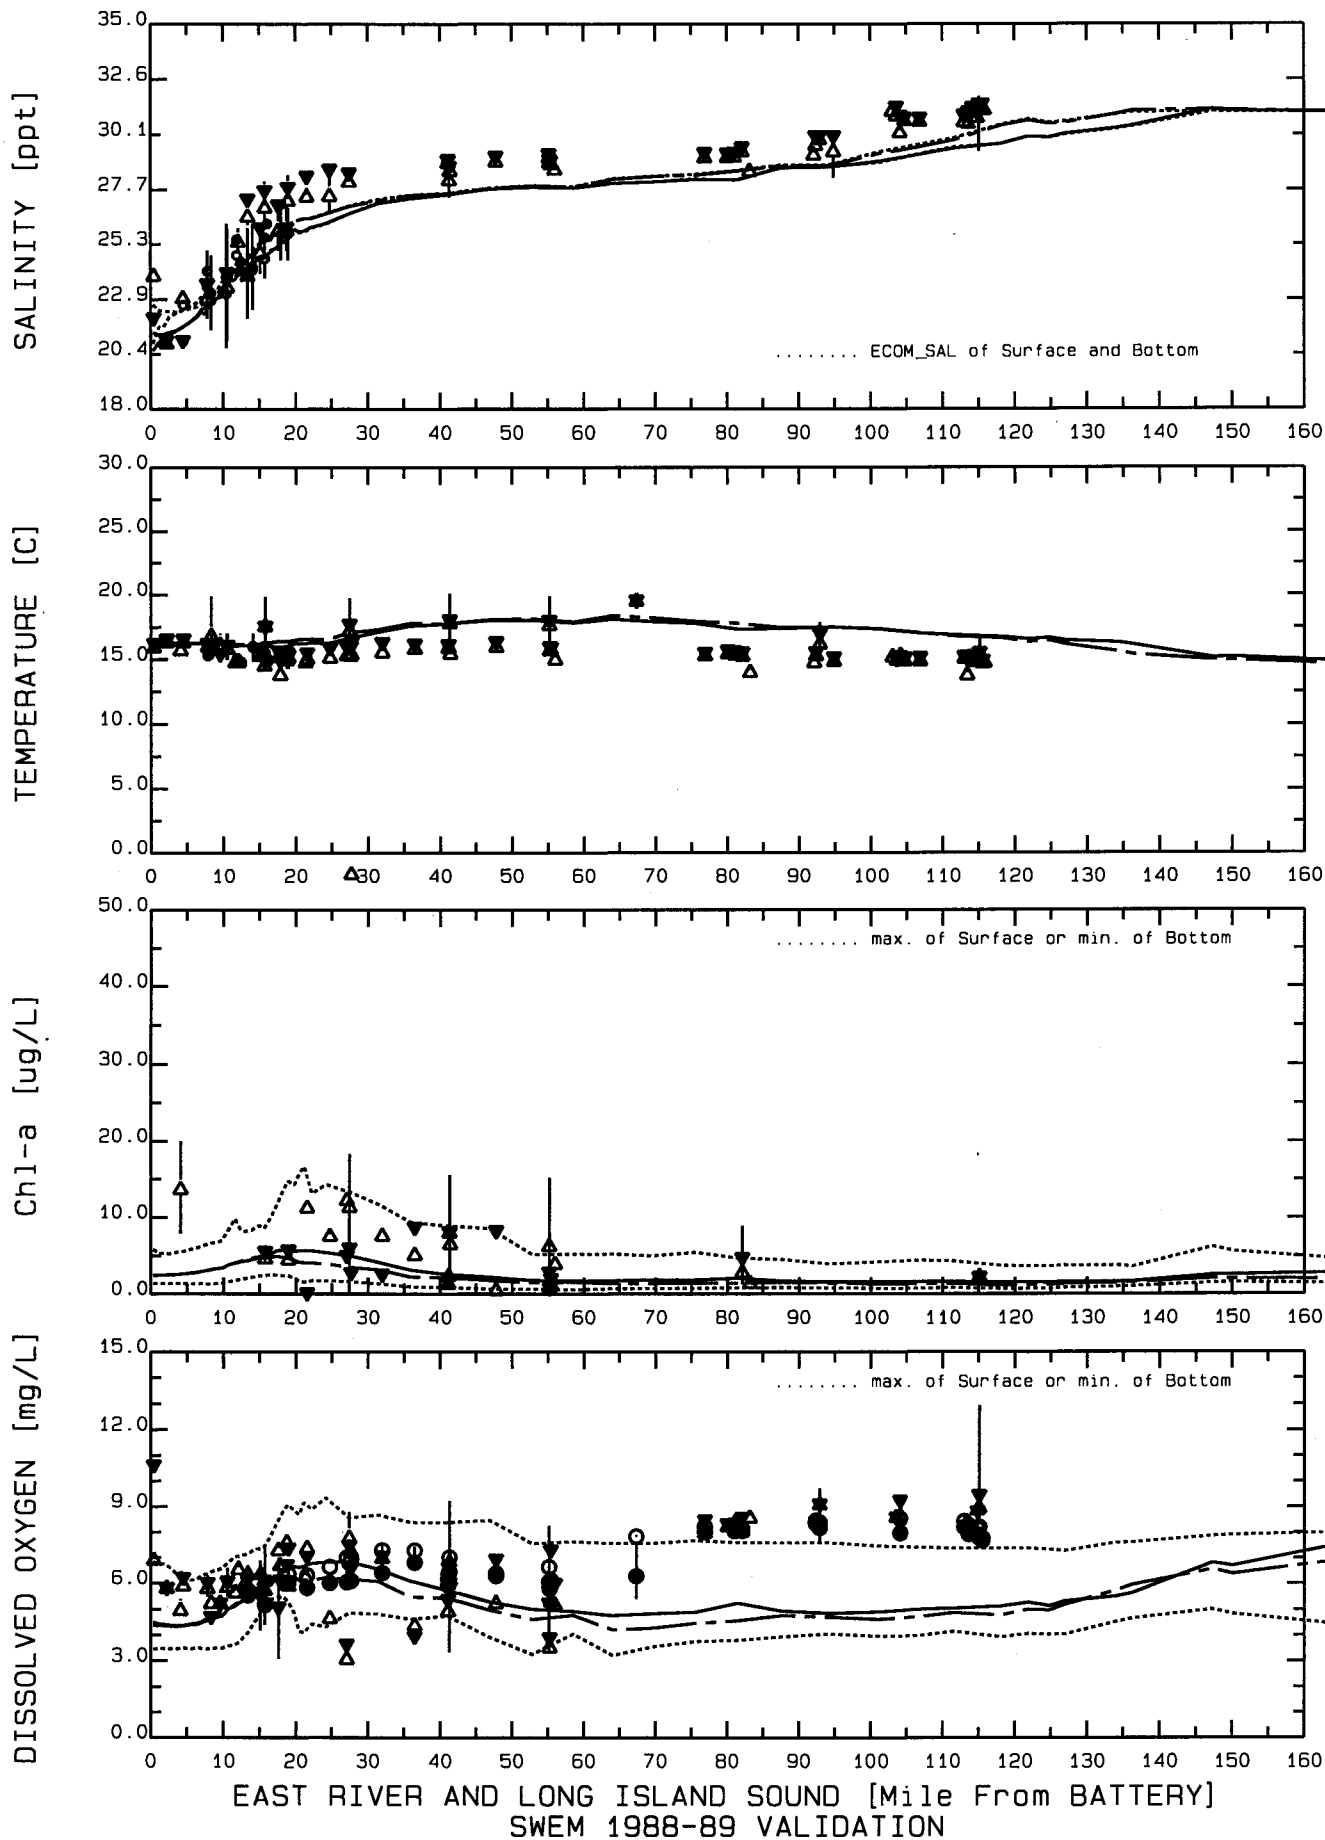 SALINITY [ppt]
35.0
32.6
30.1
27.7
25.3
22.9
20.4
18.0
........ ECOM_SAL of Surface and Bottom
0 10 20 30 40 50 60 70 80 90 100 110 120 130 140 150 160
TEMPERATURE [C]
30.0
25.0
20.0
15.0
10.0
5.0
0.0
0 10 20 30 40 50 60 70 80 90 100 110 120 130 140 150 160
Chl-a [ug/L]
50.0
40.0
30.0
20.0
10.0
0.0
........ max. of Surface or min. of Bottom
0 10 20 30 40 50 60 70 80 90 100 110 120 130 140 150 160
DISSOLVED OXYGEN [mg/L]
15.0
12.0
9.0
6.0
3.0
0.0
........ max. of Surface or min. of Bottom
0 10 20 30 40 50 60 70 80 90 100 110 120 130 140 150 160
EAST RIVER AND LONG ISLAND SOUND [Mile From BATTERY]
SWEM 1988-89 VALIDATION